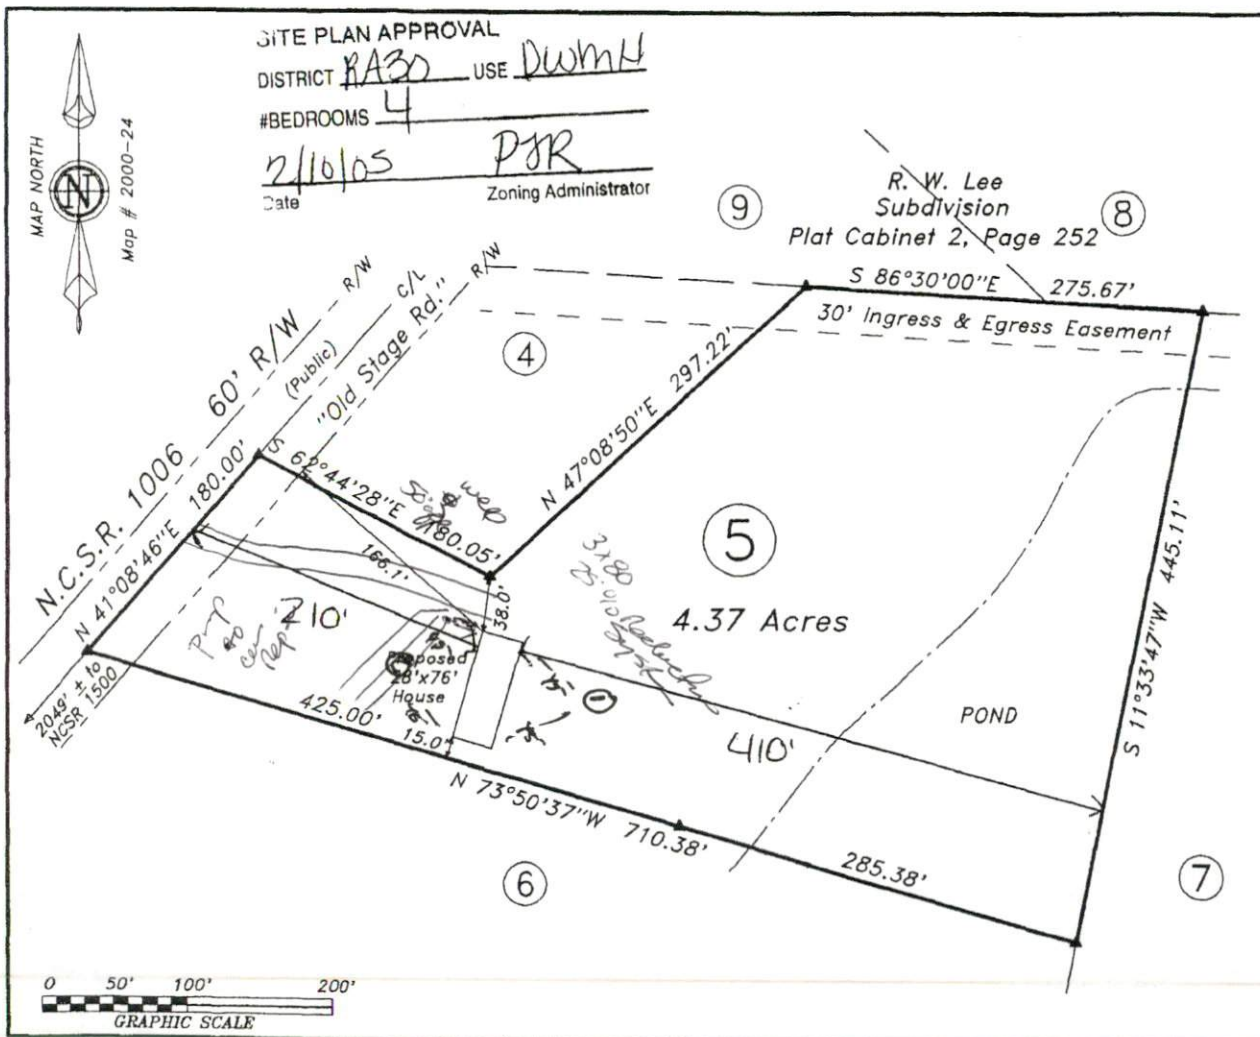 SITE PLAN APPROVAL
DISTRICT RA30 USE DWMH
#BEDROOMS 4
2/10/05 PJR
Date Zoning Administrator
MAP NORTH
N
Map # 2000-24
R. W. Lee
Subdivision
Plat Cabinet 2, Page 252
9
8
S 86°30'00"E 275.67'
30' Ingress & Egress Easement
R/W
C/L
R/W
N.C.S.R. 1006 60' R/W
(Public)
"Old Stage Rd."
4
N 47°08'50"E 297.22'
N 41°08'46"E 180.00'
S 62°44'28"E 180.05'
166.1'
210'
38.0'
5
4.37 Acres
3x80
Proposed
28'x76'
House
425.00'
15.0'
2049' ± to
NCSR 1500
410'
POND
S 11°33'47"W 445.11'
N 73°50'37"W 710.38'
285.38'
6
7
0 50' 100' 200'
GRAPHIC SCALE